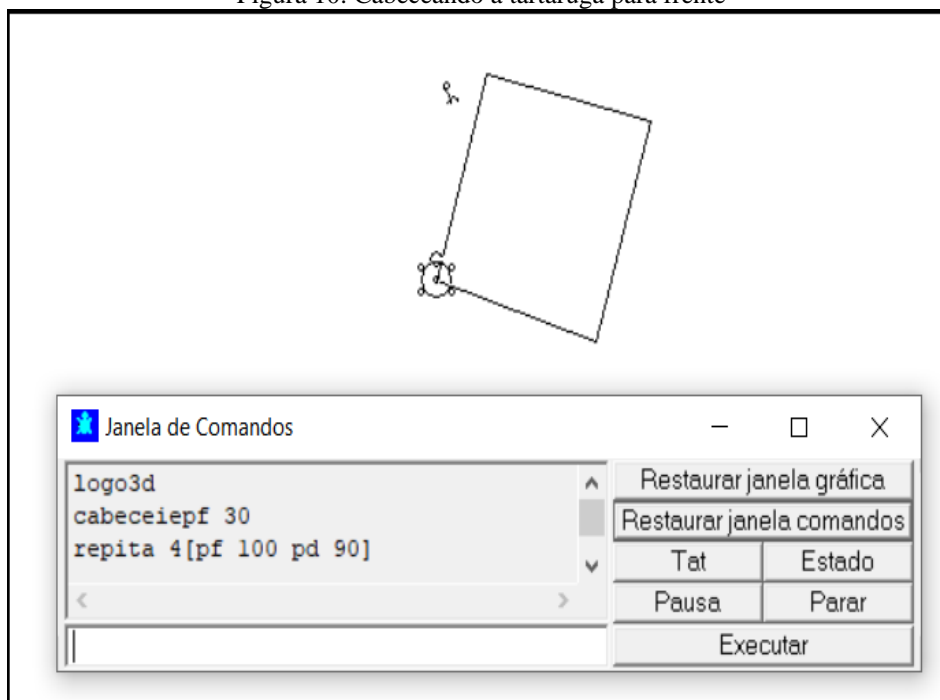 Figura 10: Cabeceando a tartaruga para frente
Janela de Comandos
logo3d
cabeceiepf 30
repita 4[pf 100 pd 90]
Restaurar janela gráfica
Restaurar janela comandos
Tat
Estado
Pausa
Parar
Executar